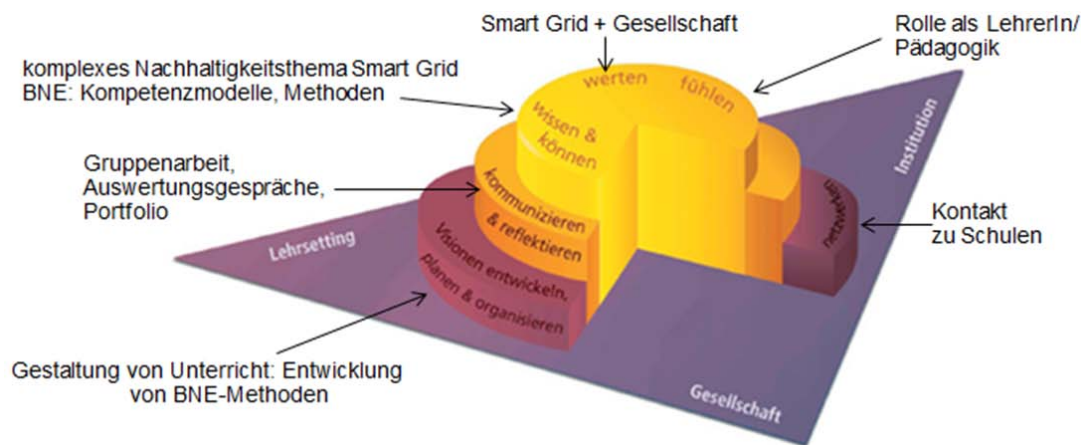 Smart Grid + Gesellschaft
Rolle als LehrerIn/
Pädagogik
komplexes Nachhaltigkeitsthema Smart Grid
BNE: Kompetenzmodelle, Methoden
werten
fühlen
wissen &
können
Institution
Gruppenarbeit,
Auswertungsgespräche,
Portfolio
kommunizieren
& reflektieren
netzwerken
Kontakt
zu Schulen
Lehrsetting
Visionen entwickeln,
planen & organisieren
Gestaltung von Unterricht: Entwicklung
von BNE-Methoden
Gesellschaft